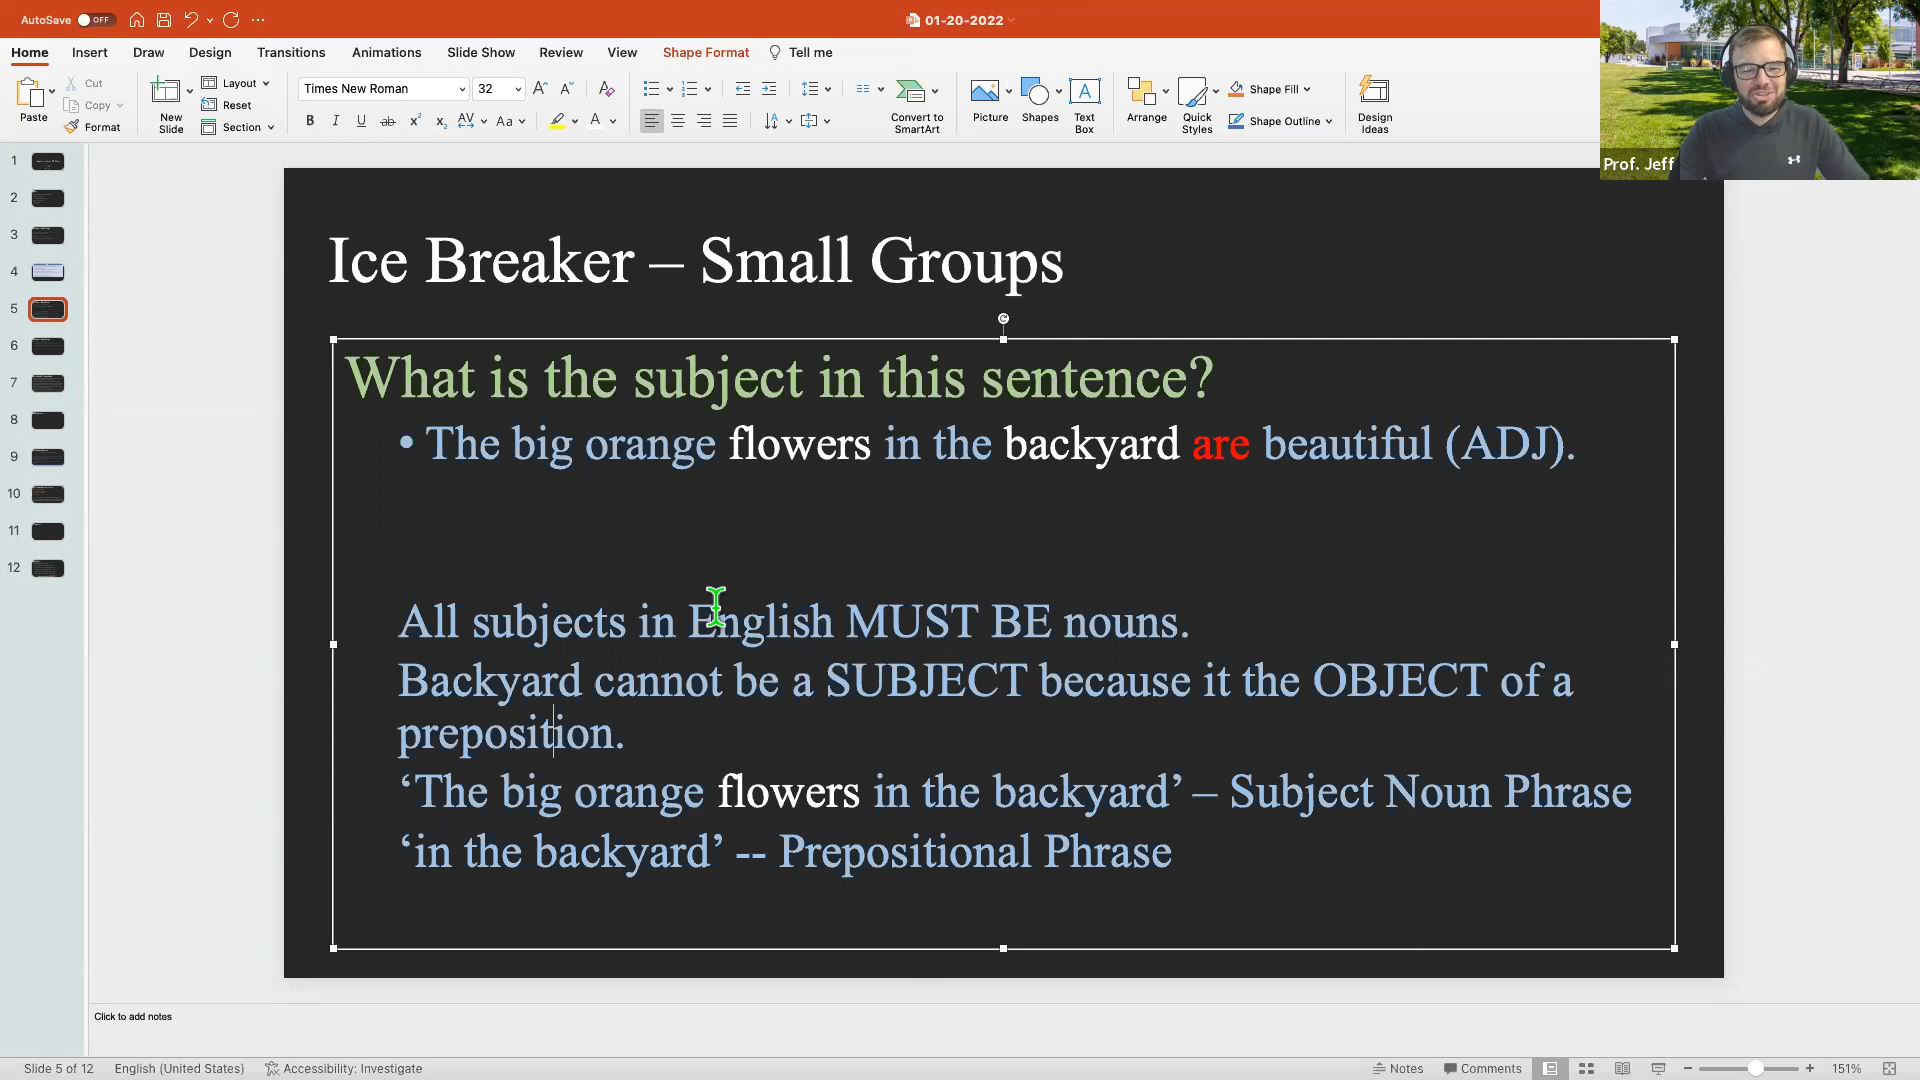 AutoSave OFF 01-20-2022
Home Insert Draw Design Transitions Animations Slide Show Review View Shape Format Tell me
Paste Cut Copy Format New Slide Layout Reset Section Times New Roman 32 Convert to SmartArt Picture Shapes Text Box Arrange Quick Styles Shape Fill Shape Outline Design Ideas
Prof. Jeff
1
2
3
4
5
6
7
8
9
10
11
12
Ice Breaker – Small Groups
What is the subject in this sentence?
• The big orange flowers in the backyard are beautiful (ADJ).
All subjects in English MUST BE nouns.
Backyard cannot be a SUBJECT because it the OBJECT of a
preposition.
‘The big orange flowers in the backyard’ – Subject Noun Phrase
‘in the backyard’ -- Prepositional Phrase
Click to add notes
Slide 5 of 12 English (United States) Accessibility: Investigate Notes Comments 151%